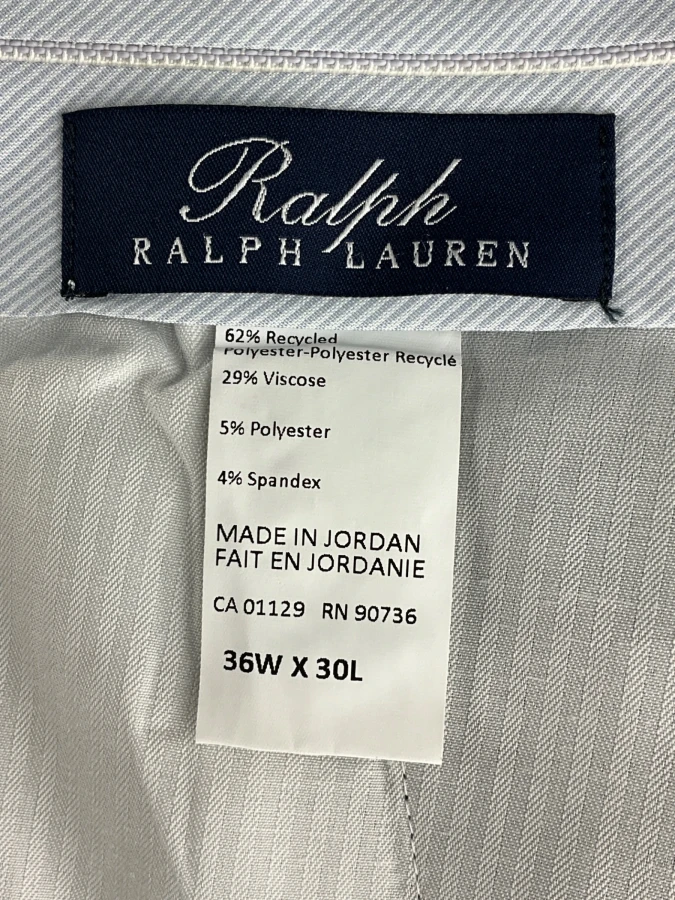 Ralph
RALPH LAUREN
62% Recycled
Polyester-Polyester Recyclé
29% Viscose
5% Polyester
4% Spandex
MADE IN JORDAN
FAIT EN JORDANIE
CA 01129 RN 90736
36W X 30L